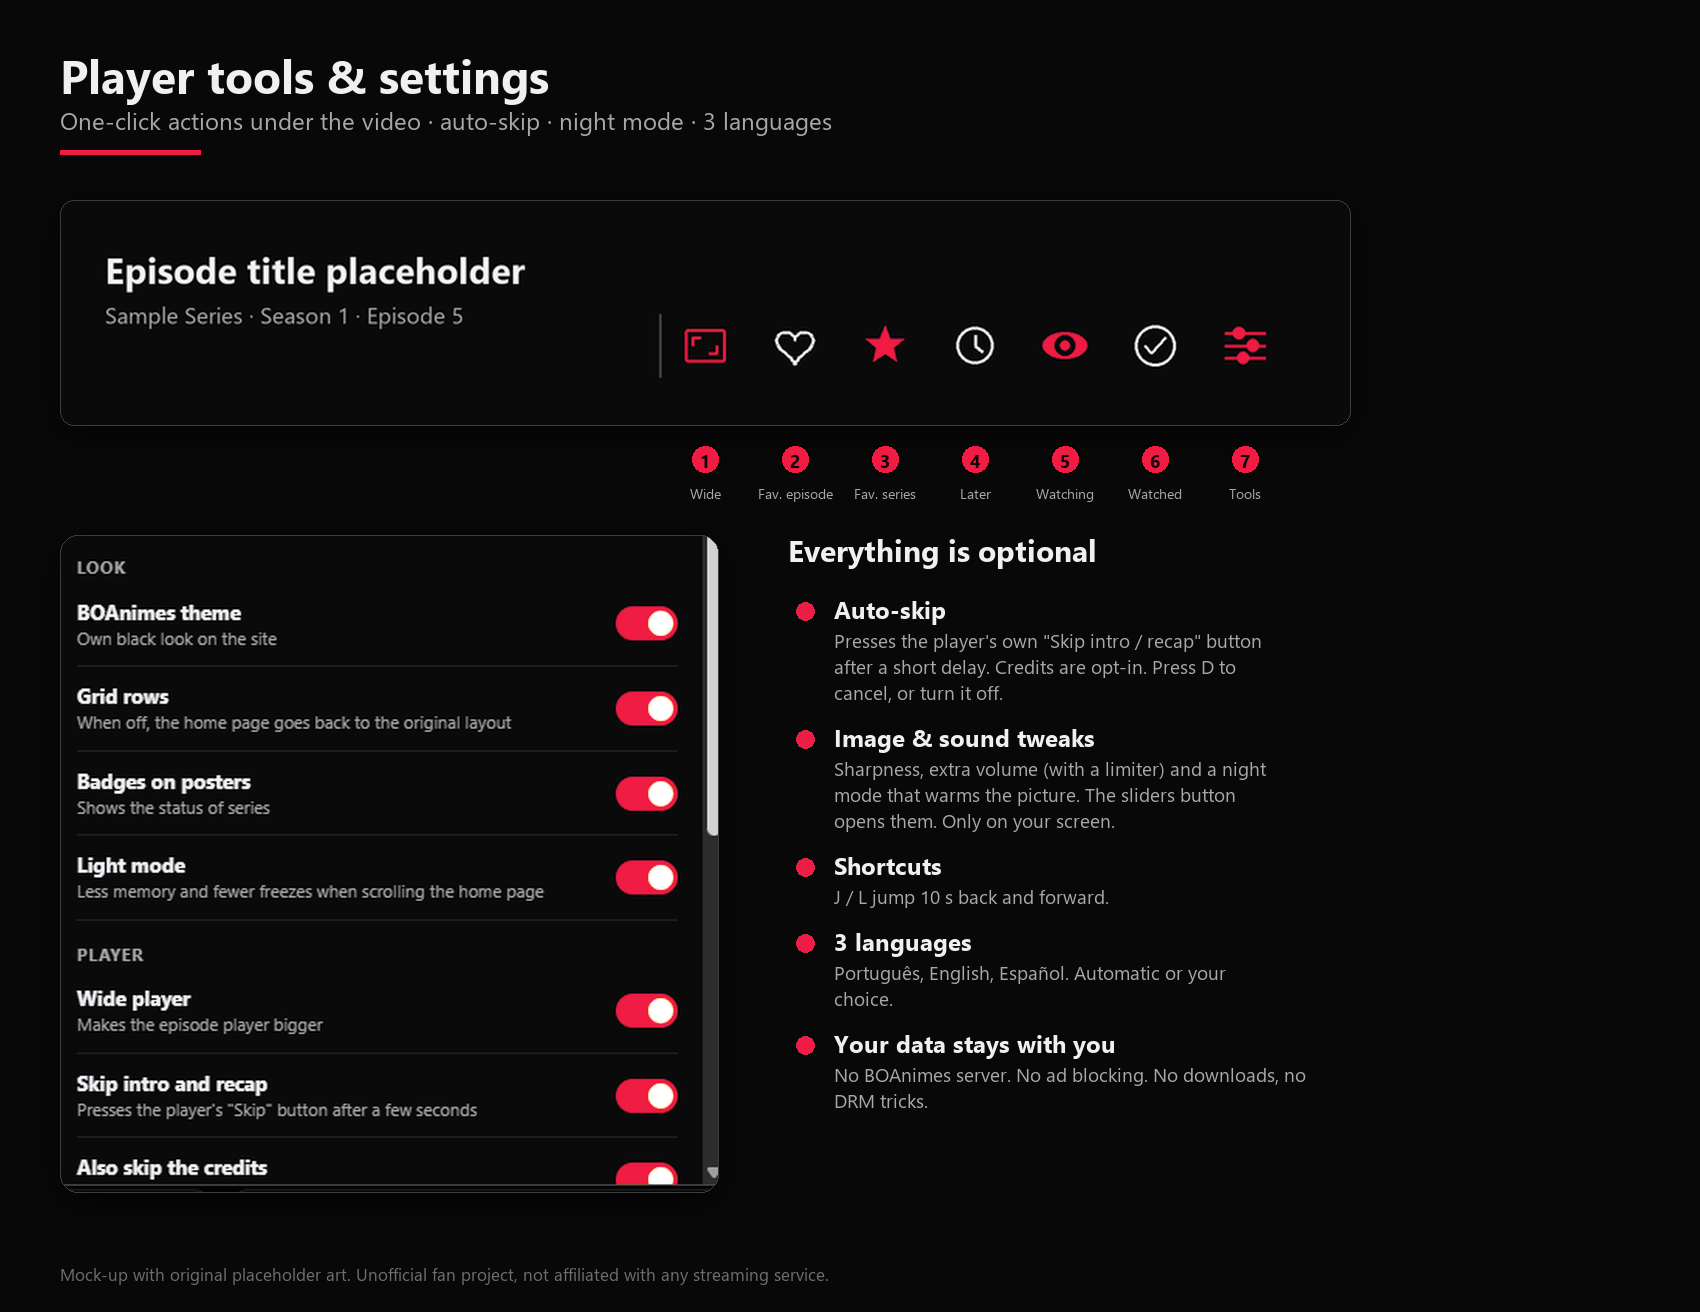 Player tools & settings
One-click actions under the video · auto-skip · night mode · 3 languages
Episode title placeholder
Sample Series · Season 1 · Episode 5
1 2 3 4 5 6 7
Wide Fav. episode Fav. series Later Watching Watched Tools
LOOK
BOAnimes theme
Own black look on the site
Grid rows
When off, the home page goes back to the original layout
Badges on posters
Shows the status of series
Light mode
Less memory and fewer freezes when scrolling the home page
PLAYER
Wide player
Makes the episode player bigger
Skip intro and recap
Presses the player's "Skip" button after a few seconds
Also skip the credits
Everything is optional
Auto-skip
Presses the player's own "Skip intro / recap" button
after a short delay. Credits are opt-in. Press D to
cancel, or turn it off.
Image & sound tweaks
Sharpness, extra volume (with a limiter) and a night
mode that warms the picture. The sliders button
opens them. Only on your screen.
Shortcuts
J / L jump 10 s back and forward.
3 languages
Português, English, Español. Automatic or your
choice.
Your data stays with you
No BOAnimes server. No ad blocking. No downloads, no
DRM tricks.
Mock-up with original placeholder art. Unofficial fan project, not affiliated with any streaming service.